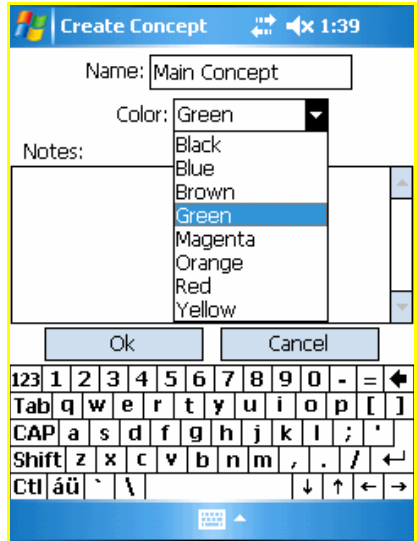 Create Concept 1:39
Name: Main Concept
Color: Green
Notes:
Black
Blue
Brown
Green
Magenta
Orange
Red
Yellow
Ok Cancel
123 1 2 3 4 5 6 7 8 9 0 - =
Tab q w e r t y u i o p [ ]
CAP a s d f g h j k l ; '
Shift z x c v b n m , . / ↵
Ctl áü ` \ ↓ ↑ ← →